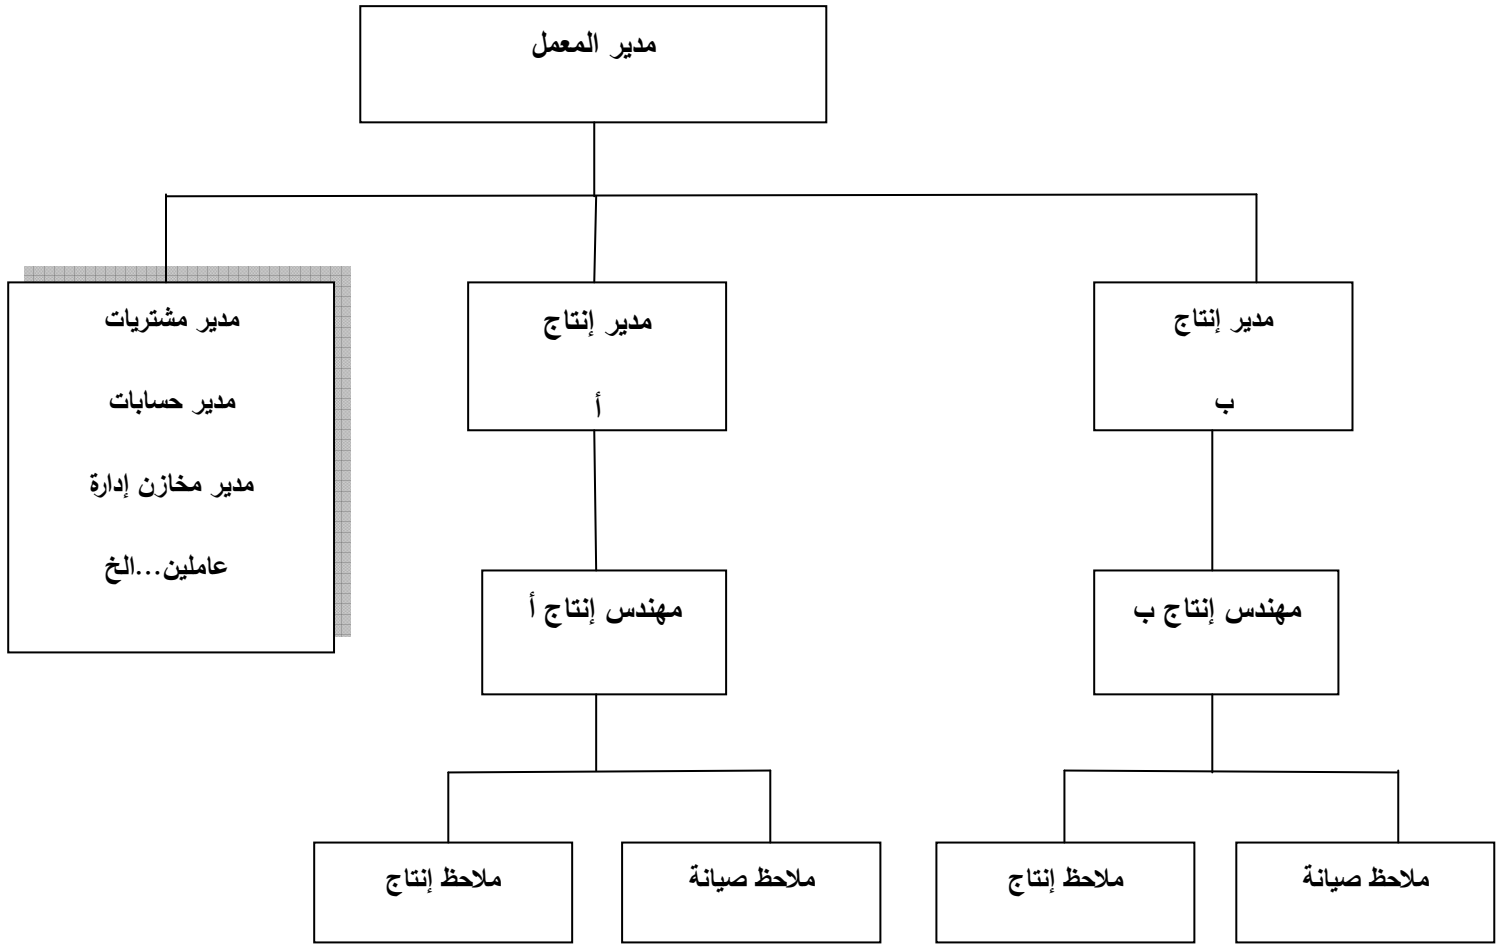 مدير المعمل
مدير إنتاج
ب
مدير إنتاج
أ
مدير مشتريات
مدير حسابات
مدير مخازن إدارة
عاملين...الخ
مهندس إنتاج ب
مهندس إنتاج أ
ملاحظ صيانة
ملاحظ إنتاج
ملاحظ صيانة
ملاحظ إنتاج